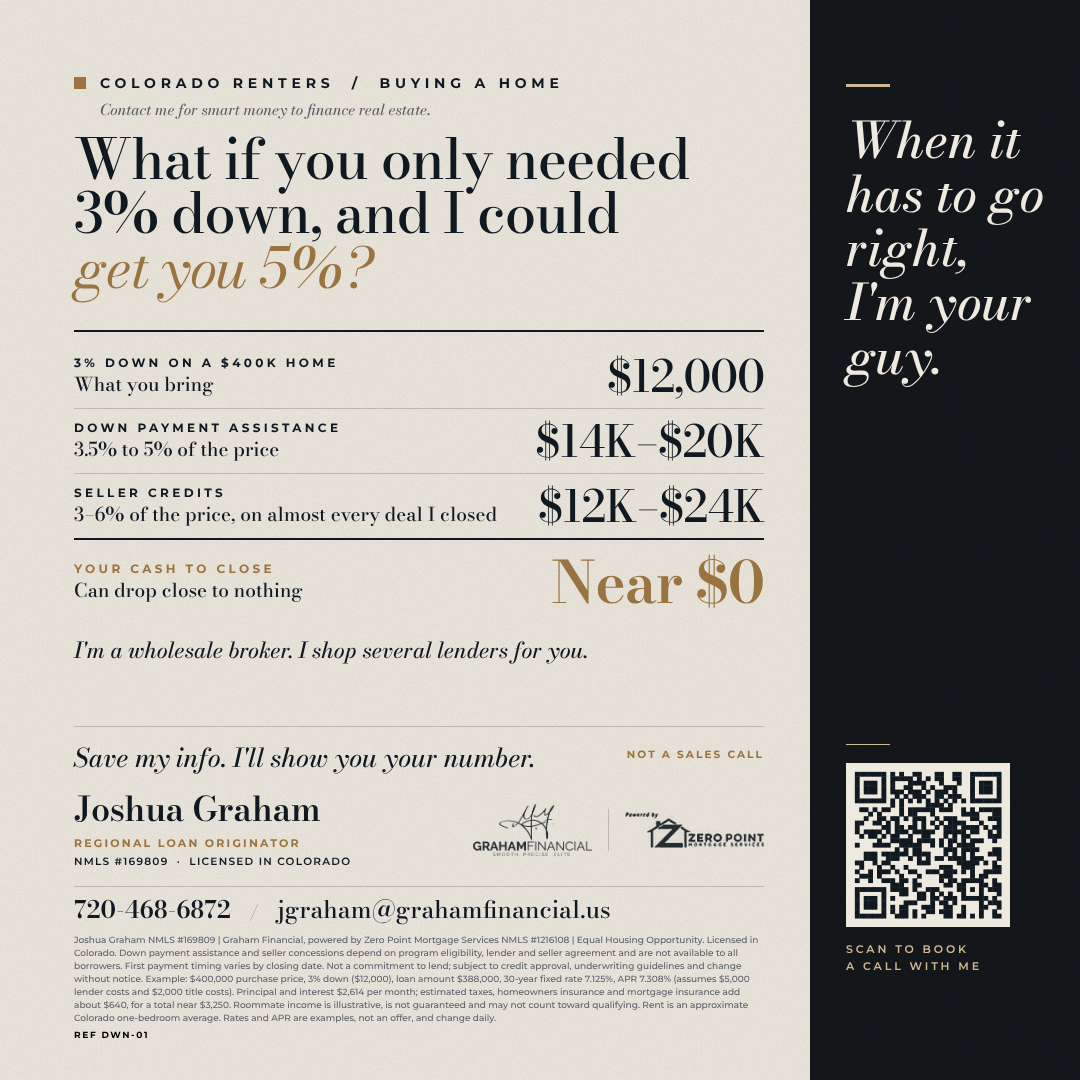 COLORADO RENTERS / BUYING A HOME
Contact me for smart money to finance real estate.
What if you only needed
3% down, and I could
get you 5%?
3% DOWN ON A $400K HOME
What you bring
$12,000
DOWN PAYMENT ASSISTANCE
3.5% to 5% of the price
$14K–$20K
SELLER CREDITS
3–6% of the price, on almost every deal I closed
$12K–$24K
YOUR CASH TO CLOSE
Can drop close to nothing
Near $0
I'm a wholesale broker. I shop several lenders for you.
Save my info. I'll show you your number.
NOT A SALES CALL
Joshua Graham
REGIONAL LOAN ORIGINATOR
NMLS #169809 · LICENSED IN COLORADO
GRAHAMFINANCIAL
SMOOTH. PRECISE. ELITE.
Powered by
ZERO POINT
MORTGAGE SERVICES
720-468-6872 / jgraham@grahamfinancial.us
Joshua Graham NMLS #169809 | Graham Financial, powered by Zero Point Mortgage Services NMLS #1216108 | Equal Housing Opportunity. Licensed in
Colorado. Down payment assistance and seller concessions depend on program eligibility, lender and seller agreement and are not available to all
borrowers. First payment timing varies by closing date. Not a commitment to lend; subject to credit approval, underwriting guidelines and change
without notice. Example: $400,000 purchase price, 3% down ($12,000), loan amount $388,000, 30-year fixed rate 7.125%, APR 7.308% (assumes $5,000
lender costs and $2,000 title costs). Principal and interest $2,614 per month; estimated taxes, homeowners insurance and mortgage insurance add
about $640, for a total near $3,250. Roommate income is illustrative, is not guaranteed and may not count toward qualifying. Rent is an approximate
Colorado one-bedroom average. Rates and APR are examples, not an offer, and change daily.
REF DWN-01
When it
has to go
right,
I'm your
guy.
SCAN TO BOOK
A CALL WITH ME